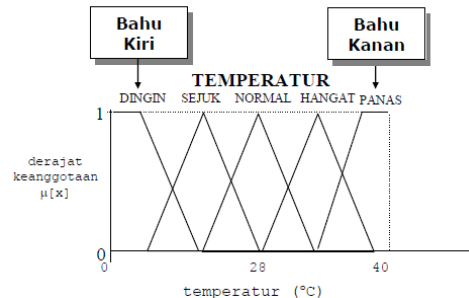 Bahu
Kiri
Bahu
Kanan
TEMPERATUR
DINGIN SEJUK NORMAL HANGAT PANAS
1
derajat
keanggotaan
μ[x]
0
0 28 40
temperatur (°C)